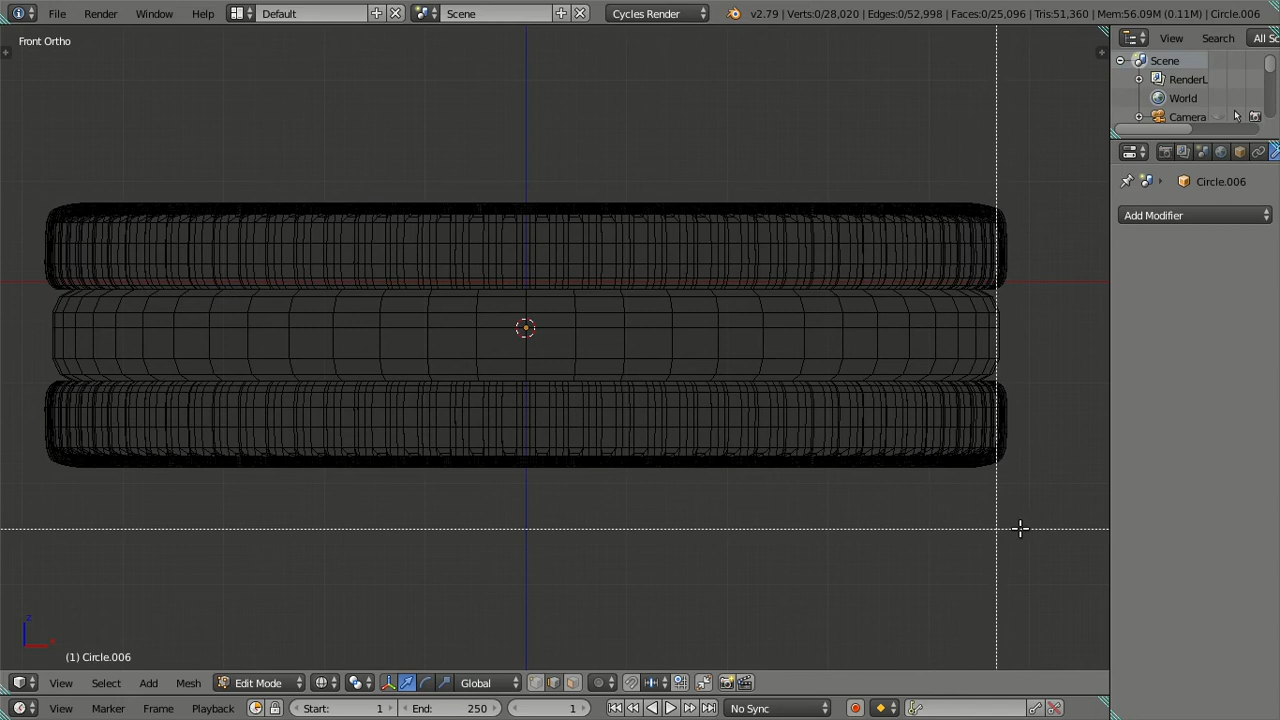 File Render Window Help Default Scene Cycles Render v2.79 | Verts:0/28,020 | Edges:0/52,998 | Faces:0/25,096 | Tris:51,360 | Mem:56.09M (0.11M) | Circle.006
Front Ortho
View Search All Sc
Scene
RenderL
World
Camera
Circle.006
Add Modifier
z
x
(1) Circle.006
View Select Add Mesh Edit Mode Global
View Marker Frame Playback Start: 1 End: 250 1 No Sync